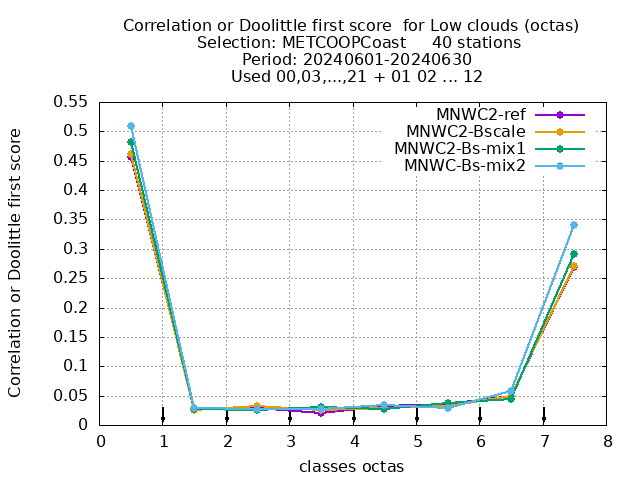 Correlation or Doolittle first score  for Low clouds (octas)
Selection: METCOOPCoast     40 stations
Period: 20240601-20240630
Used 00,03,...,21 + 01 02 ... 12
MNWC2-ref
MNWC2-Bscale
MNWC2-Bs-mix1
MNWC-Bs-mix2
Correlation or Doolittle first score
0.55
0.5
0.45
0.4
0.35
0.3
0.25
0.2
0.15
0.1
0.05
0
0 1 2 3 4 5 6 7 8
classes octas